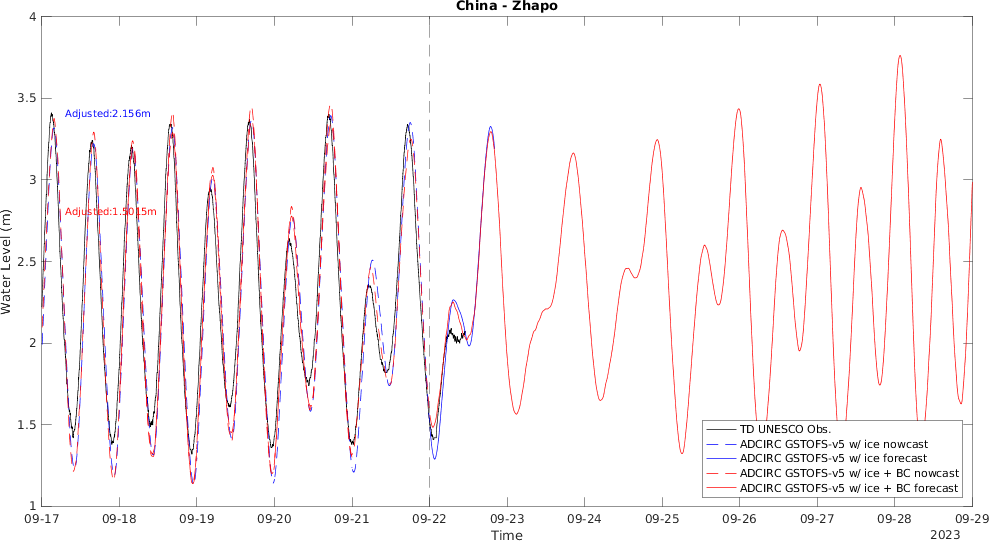 China - Zhapo
Water Level (m)
4
3.5
3
2.5
2
1.5
1
Adjusted:2.156m
Adjusted:1.5015m
TD UNESCO Obs.
ADCIRC GSTOFS-v5 w/ ice nowcast
ADCIRC GSTOFS-v5 w/ ice forecast
ADCIRC GSTOFS-v5 w/ ice + BC nowcast
ADCIRC GSTOFS-v5 w/ ice + BC forecast
09-17 09-18 09-19 09-20 09-21 09-22 09-23 09-24 09-25 09-26 09-27 09-28 09-29
Time
2023